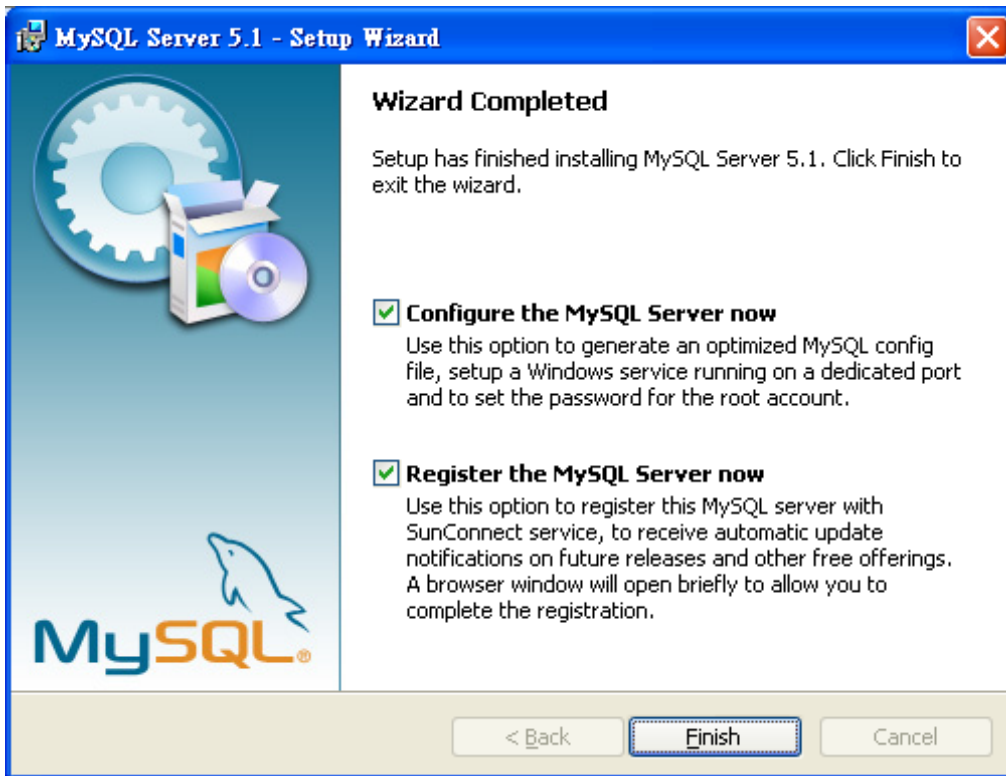 MySQL Server 5.1 - Setup Wizard
Wizard Completed
Setup has finished installing MySQL Server 5.1. Click Finish to
exit the wizard.
Configure the MySQL Server now
Use this option to generate an optimized MySQL config
file, setup a Windows service running on a dedicated port
and to set the password for the root account.
Register the MySQL Server now
Use this option to register this MySQL server with
SunConnect service, to receive automatic update
notifications on future releases and other free offerings.
A browser window will open briefly to allow you to
complete the registration.
MySQL®
< Back
Finish
Cancel